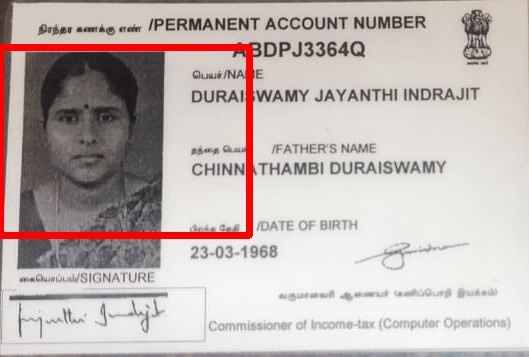 நிரந்தர கணக்கு எண் /PERMANENT ACCOUNT NUMBER
ABDPJ3364Q
பெயர்/NAME
DURAISWAMY JAYANTHI INDRAJIT
தந்தை பெயர் /FATHER'S NAME
CHINNATHAMBI DURAISWAMY
பிறந்த தேதி /DATE OF BIRTH
23-03-1968
கையொப்பம்/SIGNATURE
வருமானவரி ஆணையர் (கணிப்பொறி இயக்கம்)
Commissioner of Income-tax (Computer Operations)